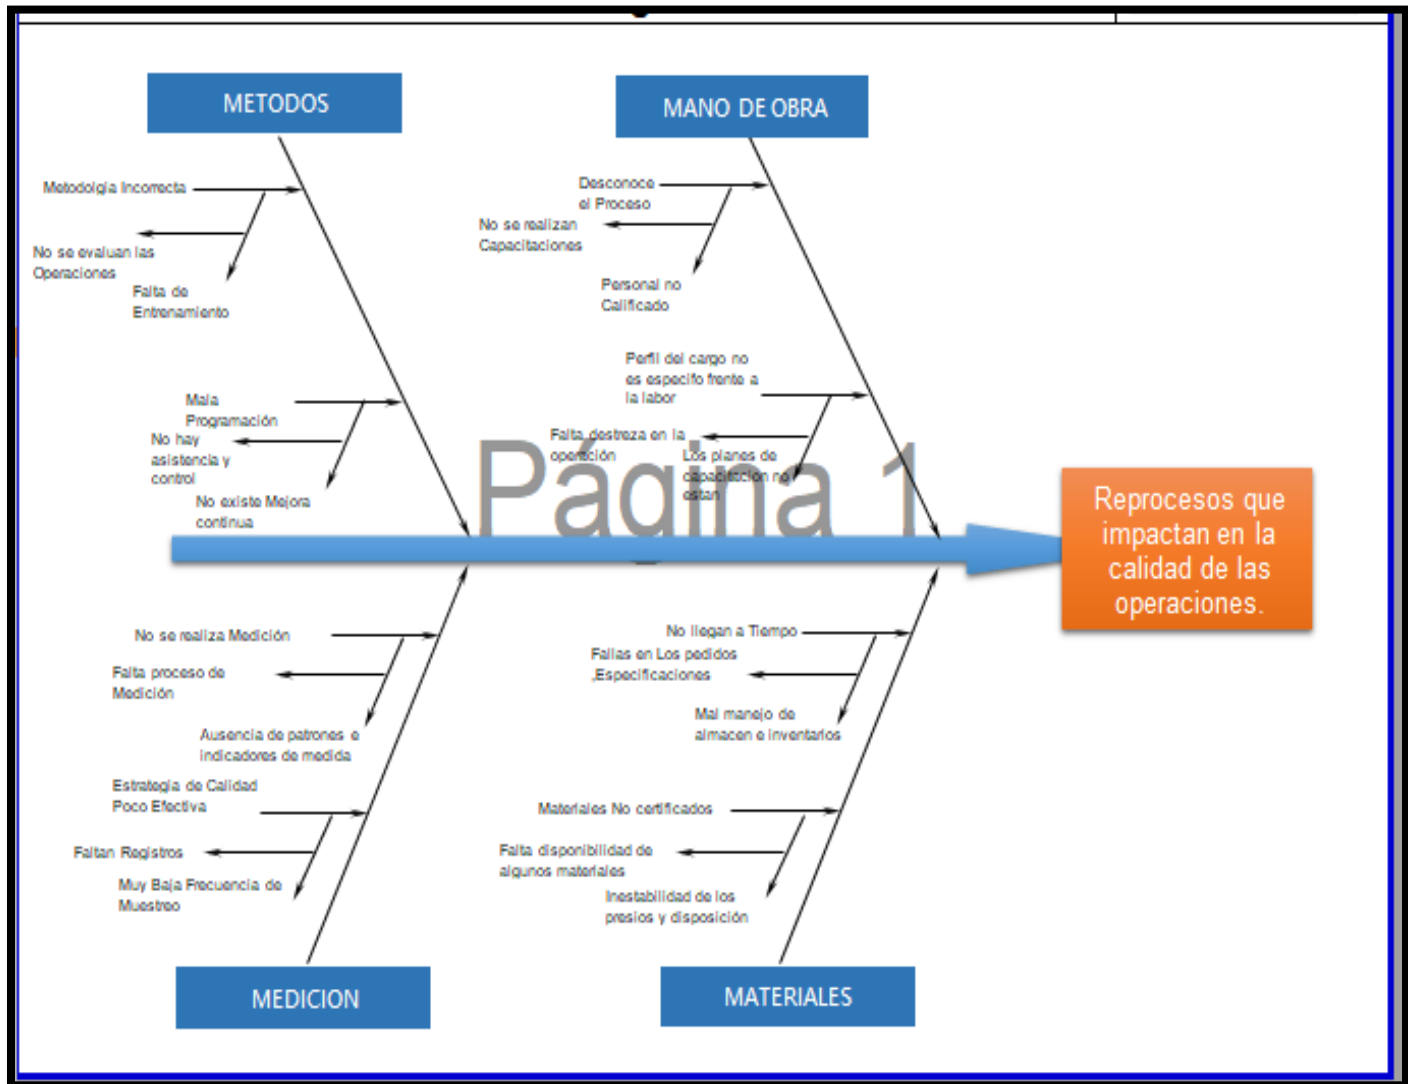 METODOS
MANO DE OBRA
Metodolgia Incorrecta
No se evaluan las
Operaciones
Falta de
Entrenamiento
Mala
Programación
No hay
asistencia y
control
No existe Mejora
continua
Desconoce
el Proceso
No se realizan
Capacitaciones
Personal no
Calificado
Perfil del cargo no
es especifo frente a
la labor
Falta destreza en la
operación
Los planes de
capacitacion no
estan
Página 1
Reprocesos que
impactan en la
calidad de las
operaciones.
No se realiza Medición
Falta proceso de
Medición
Ausencia de patrones e
indicadores de medida
Estrategia de Calidad
Poco Efectiva
Faltan Registros
Muy Baja Frecuencia de
Muestreo
No llegan a Tiempo
Fallas en Los pedidos
,Especificaciones
Mal manejo de
almacen e inventarios
Materiales No certificados
Falta disponibilidad de
algunos materiales
Inestabilidad de los
presios y disposición
MEDICION
MATERIALES